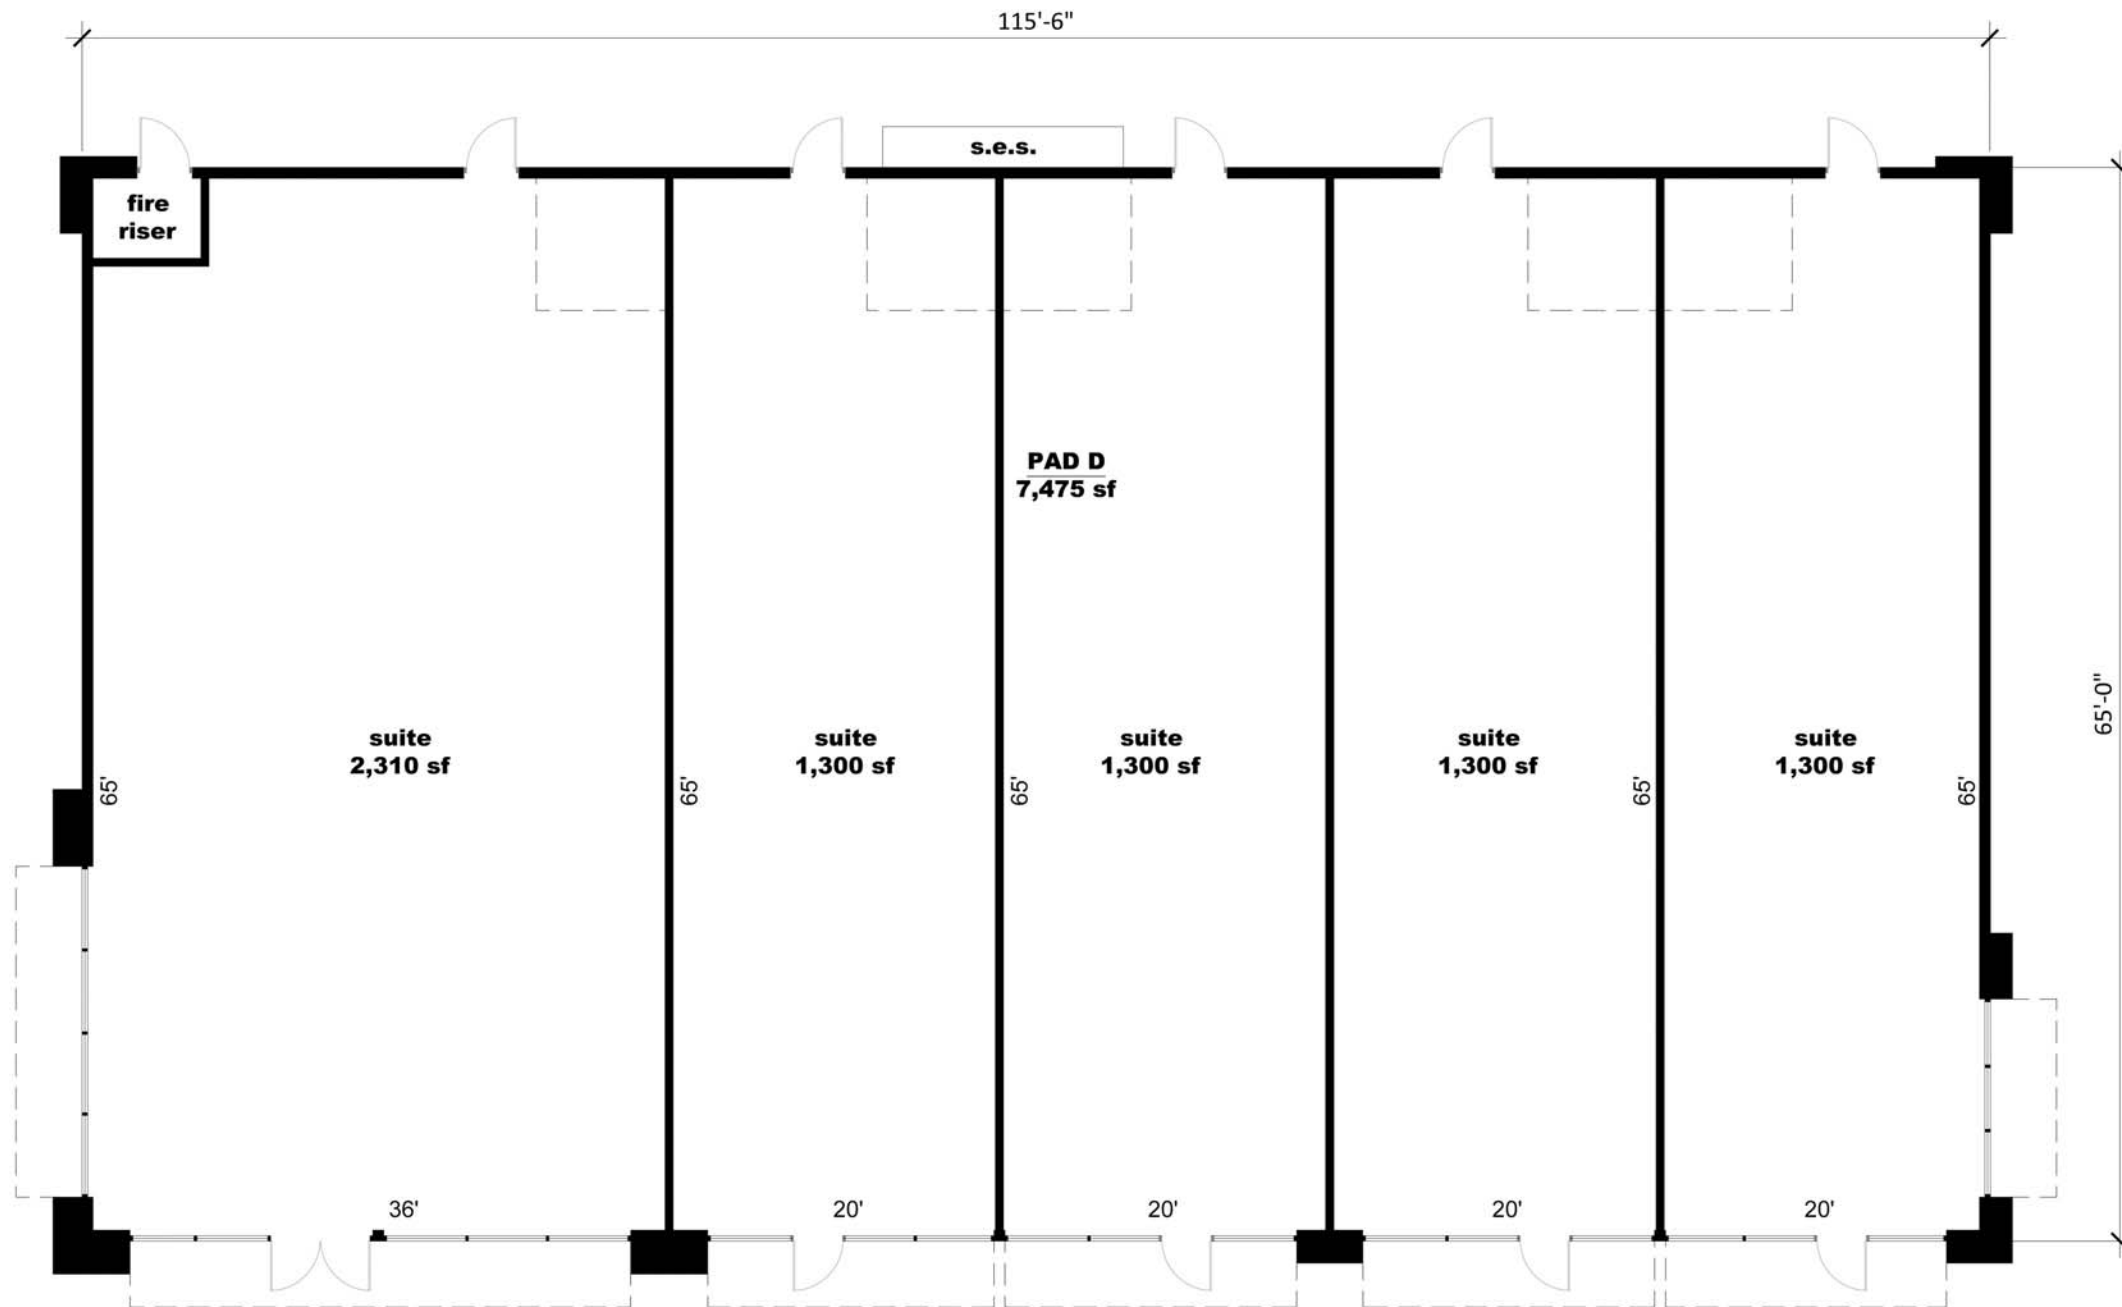 115'-6"
s.e.s.
fire
riser
PAD D
7,475 sf
65'-0"
suite
2,310 sf
suite
1,300 sf
suite
1,300 sf
suite
1,300 sf
suite
1,300 sf
65'
65'
65'
65'
65'
36'
20'
20'
20'
20'